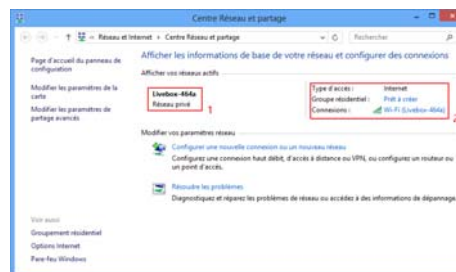 Centre Réseau et partage
Réseau et Internet
Centre Réseau et partage
Rechercher
Page d'accueil du panneau de
configuration
Modifier les paramètres de la
carte
Modifier les paramètres de
partage avancés
Afficher les informations de base de votre réseau et configurer des connexions
Afficher vos réseaux actifs
Livebox-464a
Réseau privé
1
Type d'accès : Internet
Groupe résidentiel : Prêt à créer
Connexions : Wi-Fi (Livebox-464a)
2
Modifier vos paramètres réseau
Configurer une nouvelle connexion ou un nouveau réseau
Configurez une connexion haut débit, d'accès à distance ou VPN, ou configurez un routeur ou
un point d'accès.
Résoudre les problèmes
Diagnostiquez et réparez les problèmes de réseau ou accédez à des informations de dépannage.
Voir aussi
Groupement résidentiel
Options Internet
Pare-feu Windows